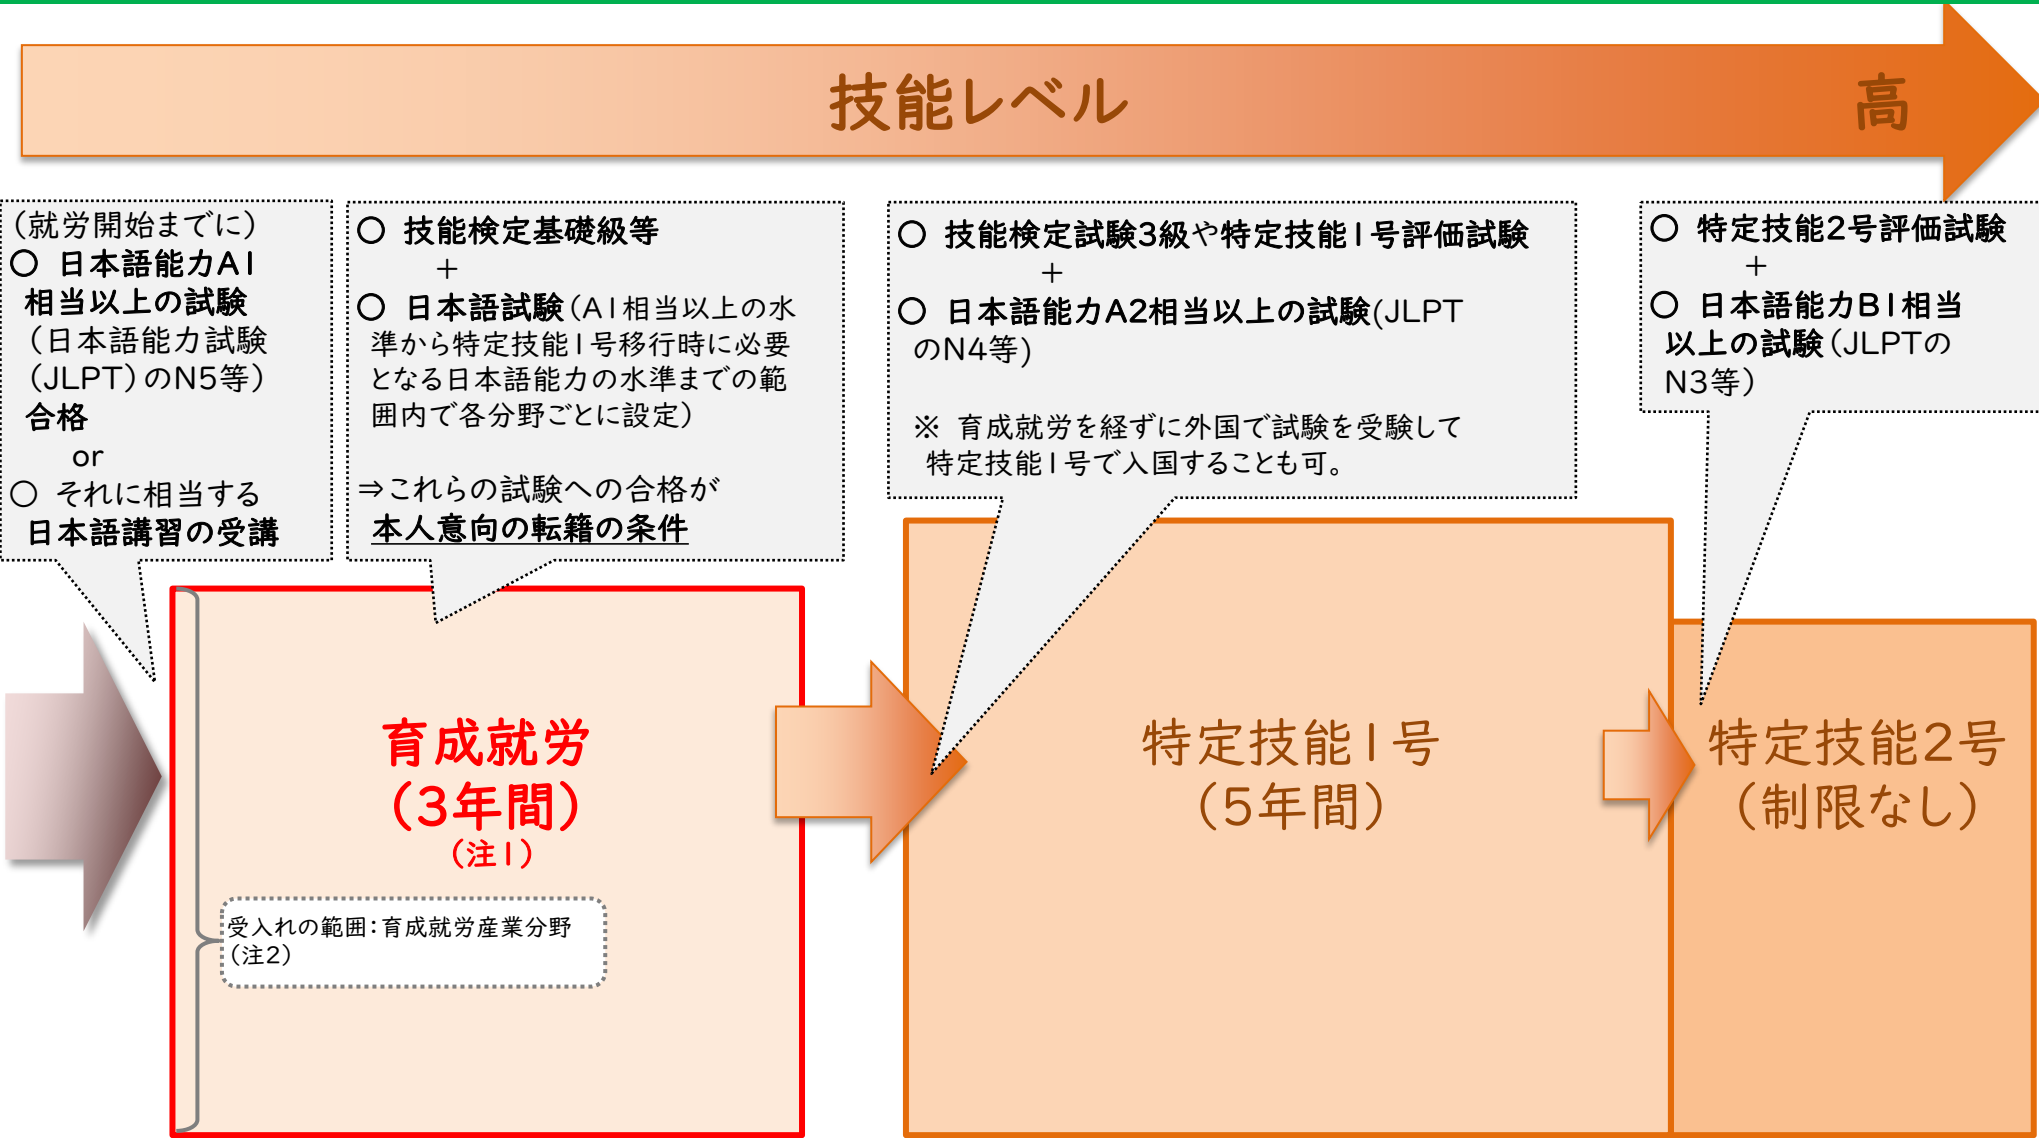 技能レベル 高
（就労開始までに）
○ 日本語能力A1
相当以上の試験
（日本語能力試験
（JLPT）のN5等）
合格
or
○ それに相当する
日本語講習の受講
○ 技能検定基礎級等
＋
○ 日本語試験（A1相当以上の水
準から特定技能1号移行時に必要
となる日本語能力の水準までの範
囲内で各分野ごとに設定）
⇒これらの試験への合格が
本人意向の転籍の条件
○ 技能検定試験3級や特定技能1号評価試験
＋
○ 日本語能力A2相当以上の試験(JLPT
のN4等)
※ 育成就労を経ずに外国で試験を受験して
特定技能1号で入国することも可。
○ 特定技能2号評価試験
＋
○ 日本語能力B1相当
以上の試験（JLPTの
N3等）
育成就労
（3年間）
（注1）
受入れの範囲：育成就労産業分野
（注2）
特定技能1号
（5年間）
特定技能2号
（制限なし）